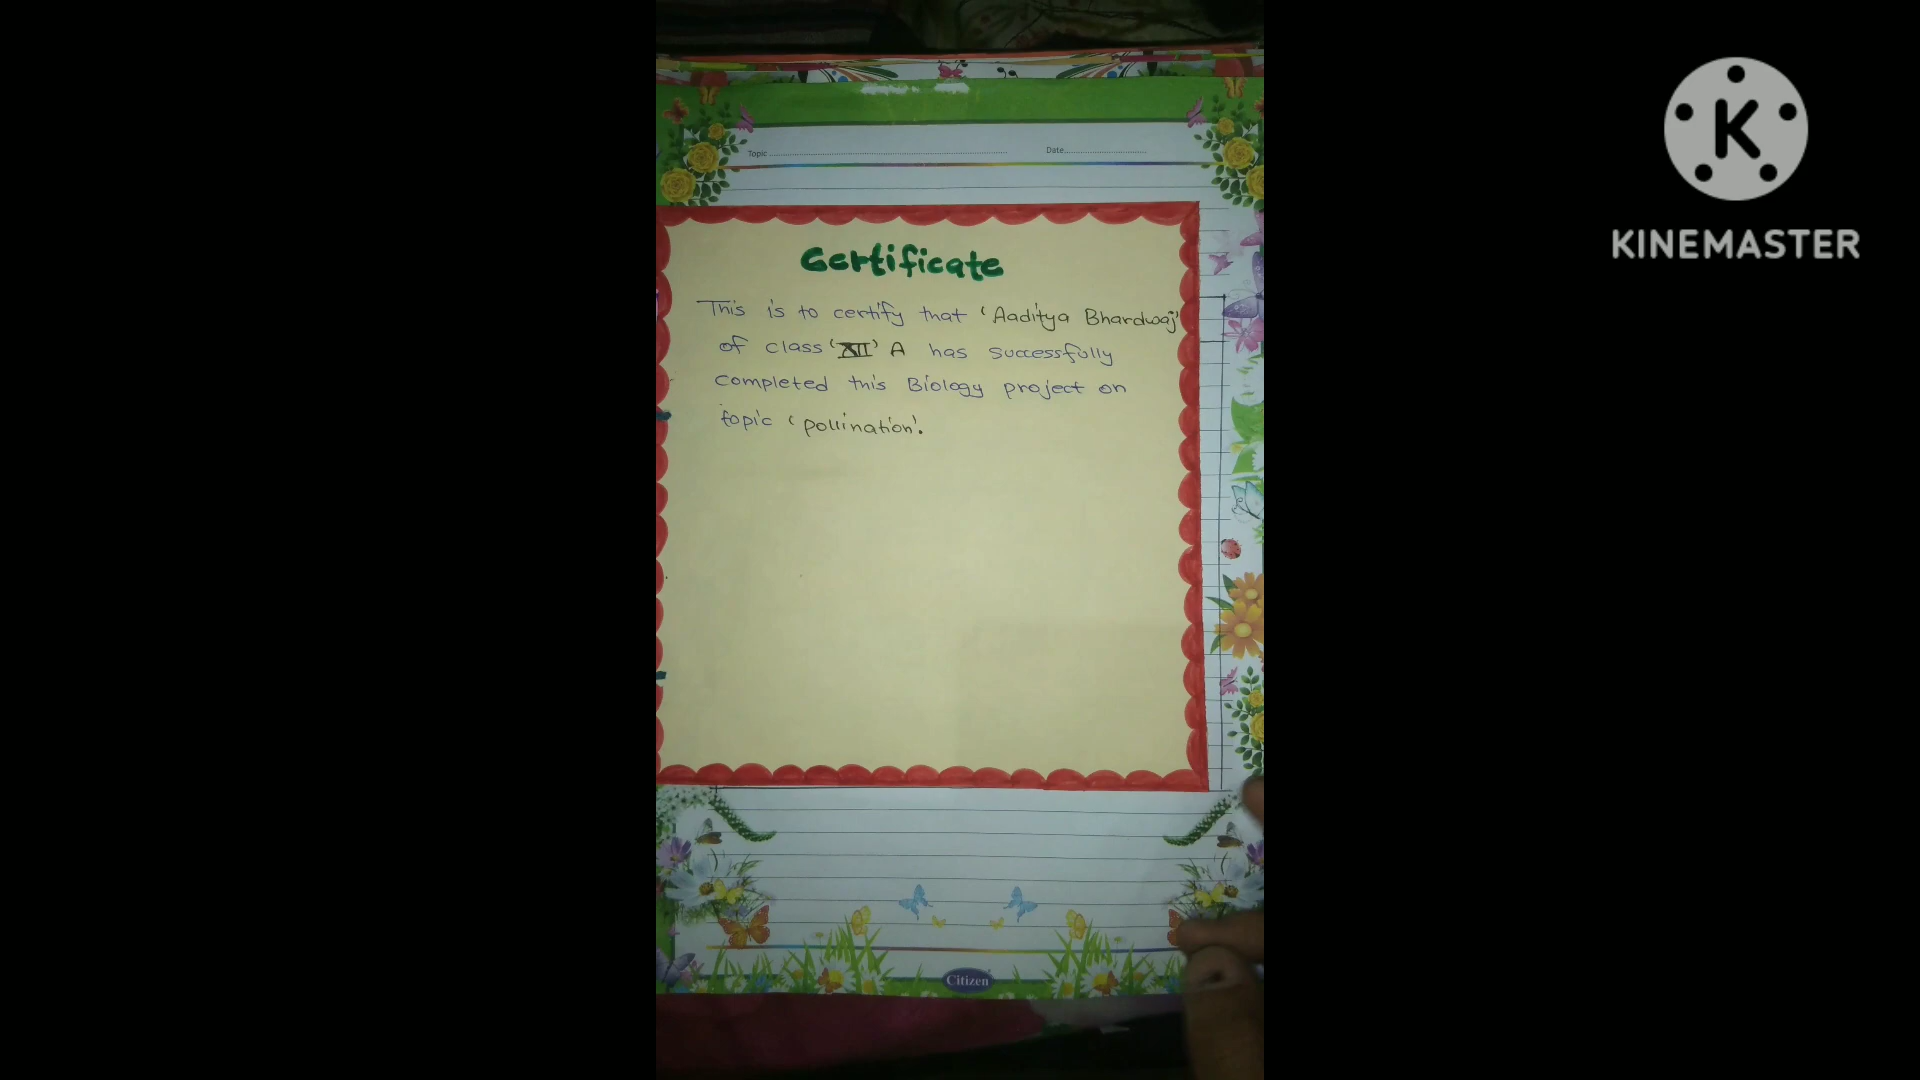 Topic
Date
Certificate
This is to certify that 'Aaditya Bhardwaj'
of class 'XII' A has successfully
completed this Biology project on
topic 'pollination'.
Citizen
K
KINEMASTER